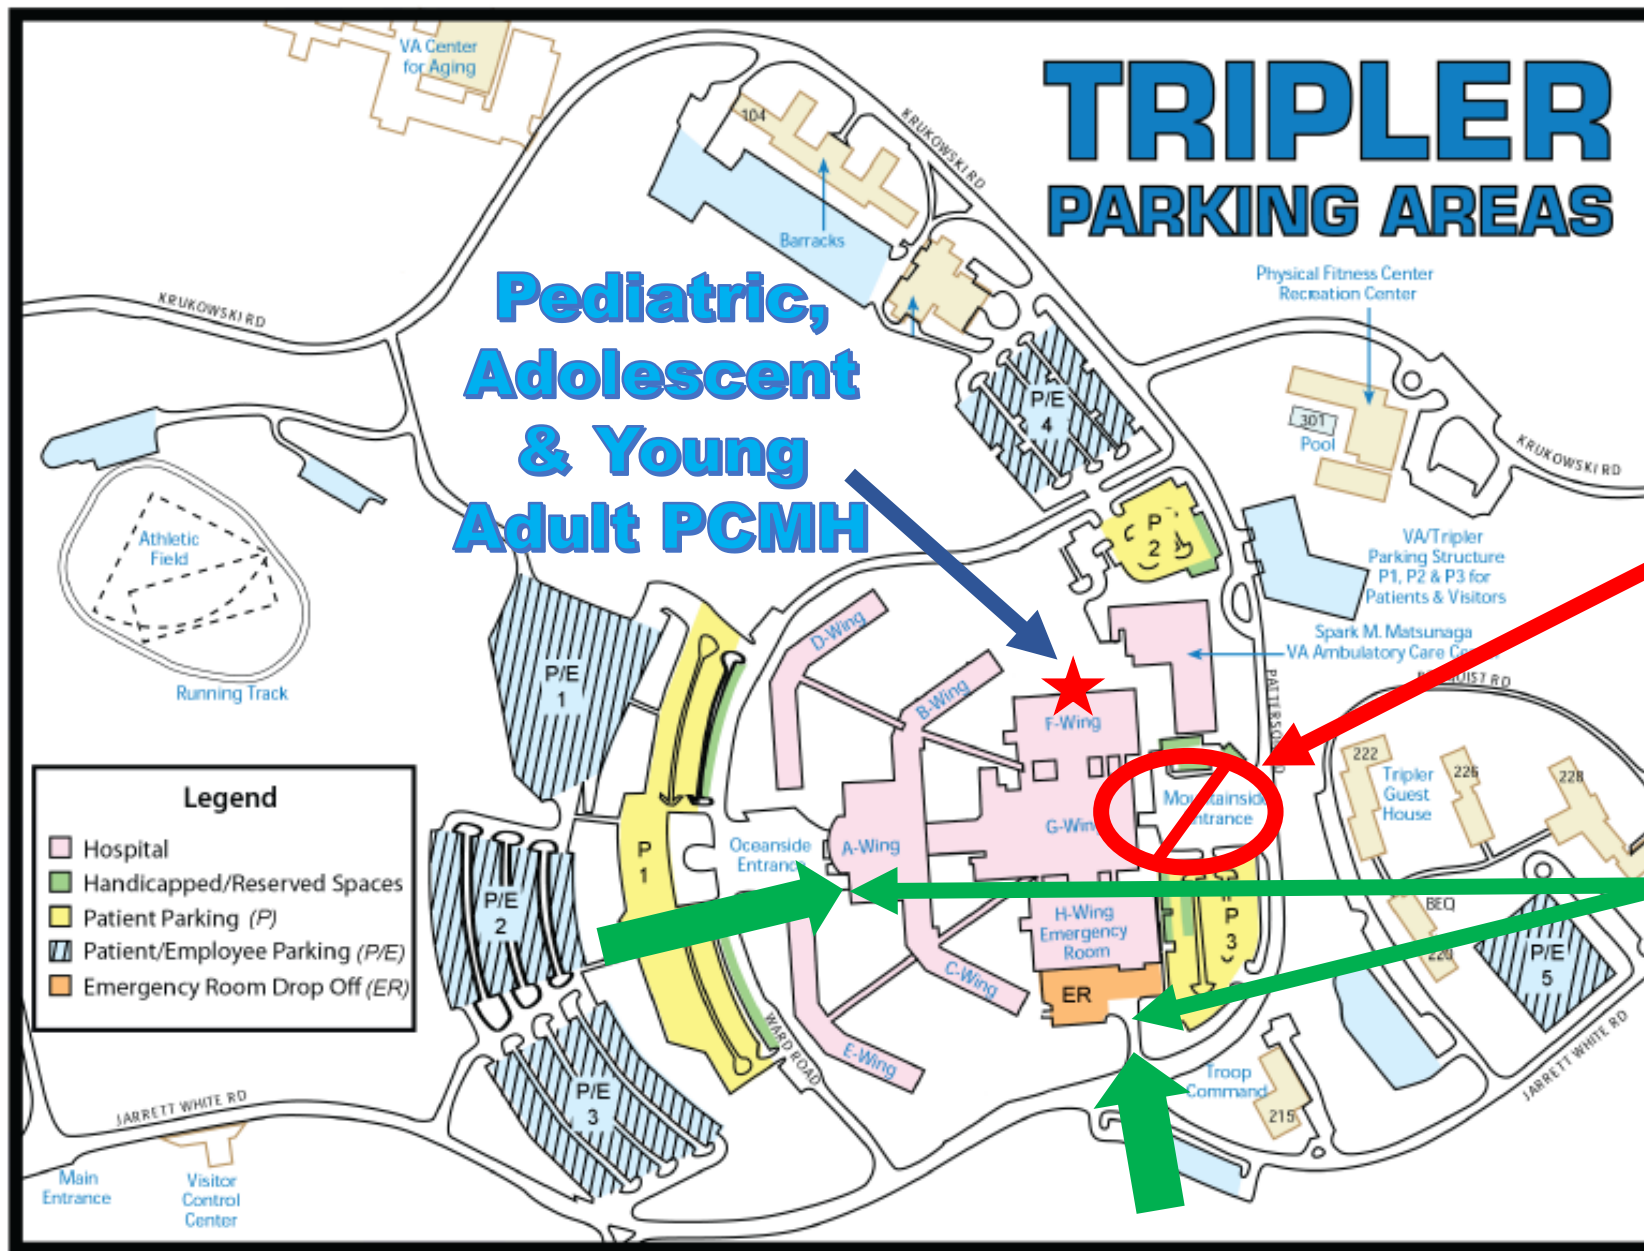 TRIPLER
PARKING AREAS
VA Center
for Aging
104
KRUKOWSKI RD
Barracks
Physical Fitness Center
Recreation Center
KRUKOWSKI RD
Pediatric,
Adolescent
& Young
Adult PCMH
P/E
4
301
Pool
KRUKOWSKI RD
P
2
VA/Tripler
Parking Structure
P1, P2 & P3 for
Patients & Visitors
Athletic
Field
Running Track
D-Wing
Spark M. Matsunaga
VA Ambulatory Care
P/E
1
B-Wing
F-Wing
RD
222
Tripler
Guest
House
226
228
Legend
Hospital
Handicapped/Reserved Spaces
Patient Parking (P)
Patient/Employee Parking (P/E)
Emergency Room Drop Off (ER)
Mountainside
Entrance
G-Wing
P
1
Oceanside
Entrance
A-Wing
P/E
2
H-Wing
Emergency
Room
P
3
BEQ
220
P/E
5
C-Wing
ER
WARD ROAD
E-Wing
Troop
Command
215
JARRETT WHITE RD
P/E
3
JARRETT WHITE RD
Main
Entrance
Visitor
Control
Center